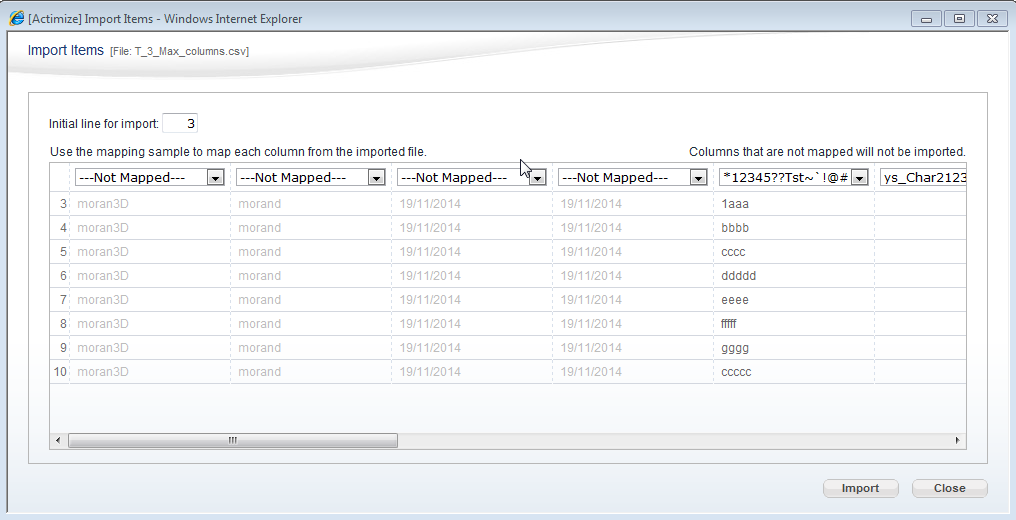 [Actimize] Import Items - Windows Internet Explorer
Import Items [File: T_3_Max_columns.csv]
Initial line for import: 3
Use the mapping sample to map each column from the imported file. Columns that are not mapped will not be imported.
---Not Mapped--- ---Not Mapped--- ---Not Mapped--- ---Not Mapped--- *12345??Tst~`!@# ys_Char2123
3 moran3D morand 19/11/2014 19/11/2014 1aaa
4 moran3D morand 19/11/2014 19/11/2014 bbbb
5 moran3D morand 19/11/2014 19/11/2014 cccc
6 moran3D morand 19/11/2014 19/11/2014 ddddd
7 moran3D morand 19/11/2014 19/11/2014 eeee
8 moran3D morand 19/11/2014 19/11/2014 fffff
9 moran3D morand 19/11/2014 19/11/2014 gggg
10 moran3D morand 19/11/2014 19/11/2014 ccccc
Import Close